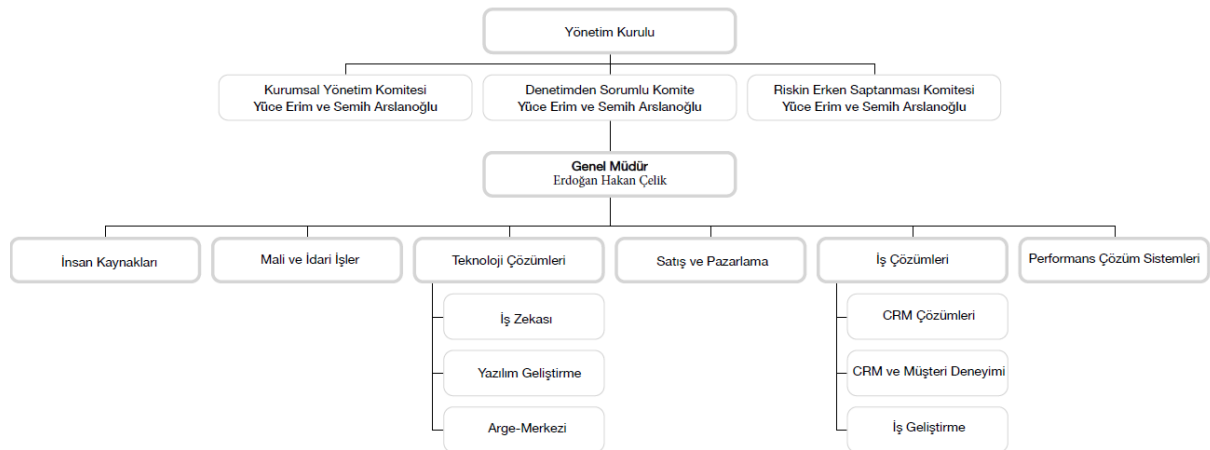 Yönetim Kurulu
Kurumsal Yönetim Komitesi
Yüce Erim ve Semih Arslanoğlu
Denetimden Sorumlu Komite
Yüce Erim ve Semih Arslanoğlu
Riskin Erken Saptanması Komitesi
Yüce Erim ve Semih Arslanoğlu
Genel Müdür
Erdoğan Hakan Çelik
İnsan Kaynakları
Mali ve İdari İşler
Teknoloji Çözümleri
Satış ve Pazarlama
İş Çözümleri
Performans Çözüm Sistemleri
İş Zekası
Yazılım Geliştirme
Arge-Merkezi
CRM Çözümleri
CRM ve Müşteri Deneyimi
İş Geliştirme